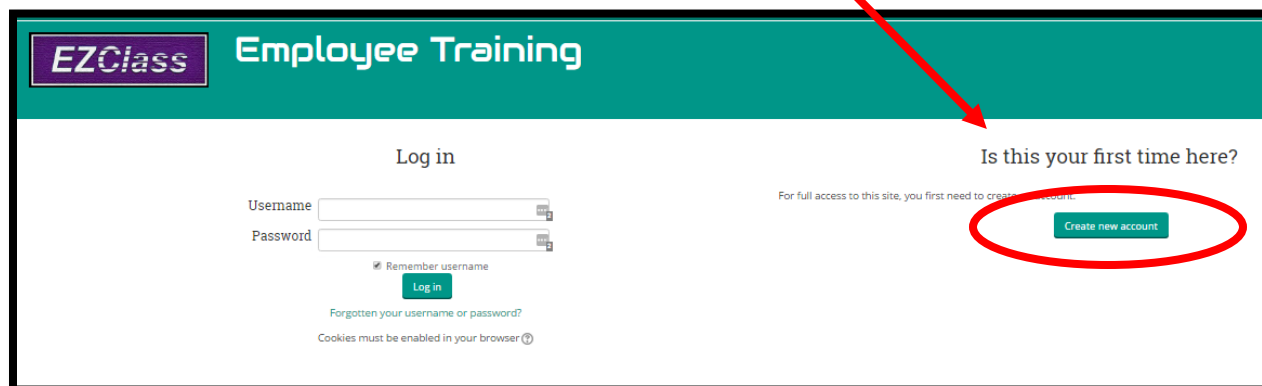 EZClass
Employee Training
Log in
Username
Password
Remember username
Log in
Forgotten your username or password?
Cookies must be enabled in your browser
Is this your first time here?
For full access to this site, you first need to create
Create new account